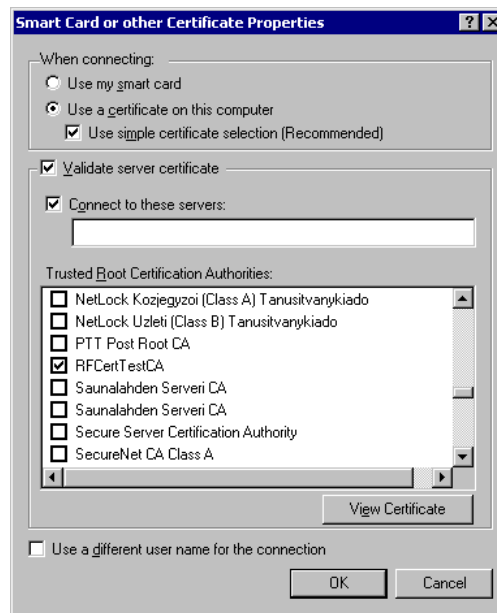 Smart Card or other Certificate Properties
When connecting:
Use my smart card
Use a certificate on this computer
Use simple certificate selection (Recommended)
Validate server certificate
Connect to these servers:
Trusted Root Certification Authorities:
NetLock Kozjegyzoi (Class A) Tanusitvanykiado
NetLock Uzleti (Class B) Tanusitvanykiado
PTT Post Root CA
RFCertTestCA
Saunalahden Serveri CA
Saunalahden Serveri CA
Secure Server Certification Authority
SecureNet CA Class A
View Certificate
Use a different user name for the connection
OK Cancel